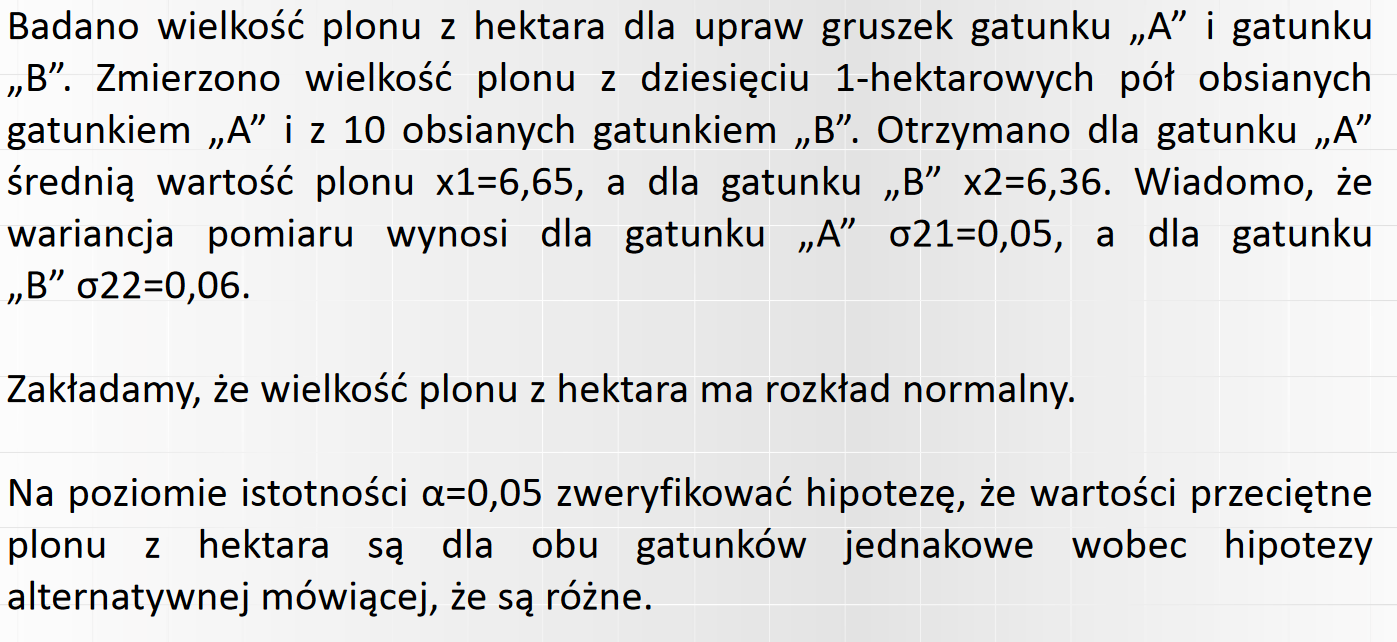 Badano wielkość plonu z hektara dla upraw gruszek gatunku „A” i gatunku
„B”. Zmierzono wielkość plonu z dziesięciu 1-hektarowych pól obsianych
gatunkiem „A” i z 10 obsianych gatunkiem „B”. Otrzymano dla gatunku „A”
średnią wartość plonu x1=6,65, a dla gatunku „B” x2=6,36. Wiadomo, że
wariancja pomiaru wynosi dla gatunku „A” σ21=0,05, a dla gatunku
„B” σ22=0,06.
Zakładamy, że wielkość plonu z hektara ma rozkład normalny.
Na poziomie istotności α=0,05 zweryfikować hipotezę, że wartości przeciętne
plonu z hektara są dla obu gatunków jednakowe wobec hipotezy
alternatywnej mówiącej, że są różne.